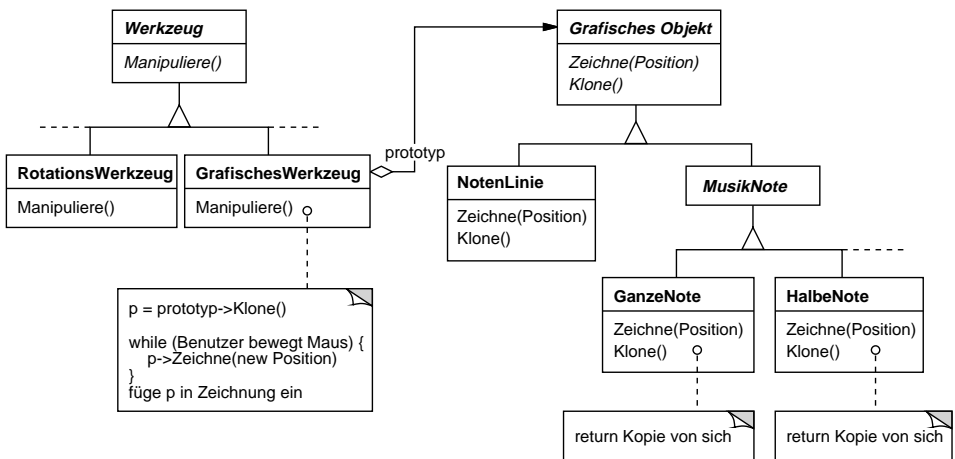 Werkzeug
Manipuliere()
RotationsWerkzeug
Manipuliere()
GrafischesWerkzeug
Manipuliere()
prototyp
p = prototyp->Klone()
while (Benutzer bewegt Maus) {
p->Zeichne(new Position)
}
füge p in Zeichnung ein
Grafisches Objekt
Zeichne(Position)
Klone()
NotenLinie
Zeichne(Position)
Klone()
MusikNote
GanzeNote
Zeichne(Position)
Klone()
HalbeNote
Zeichne(Position)
Klone()
return Kopie von sich
return Kopie von sich